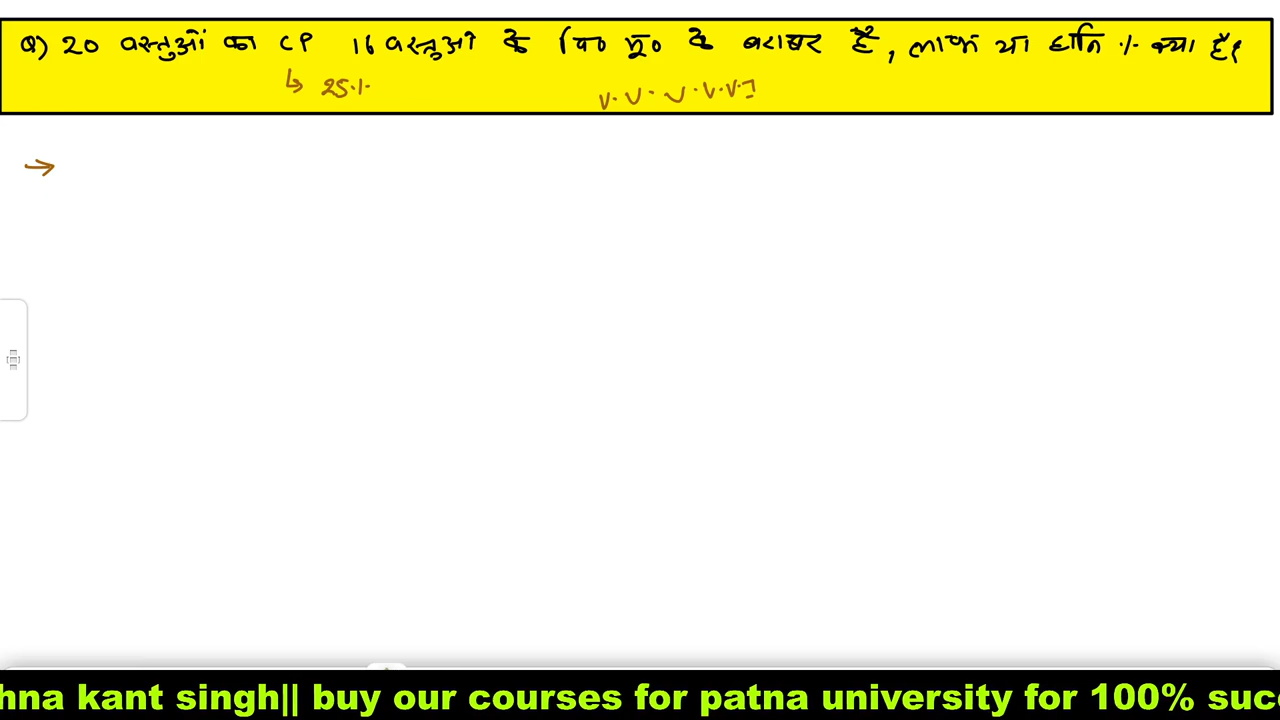 Q) 20 वस्तुओं का CP 16 वस्तुओं के वि० मू० के बराबर है, लाभ या हानि % क्या है?
↳ 25% V.V.V.V.V.I
→
hna kant singh|| buy our courses for patna university for 100% suc